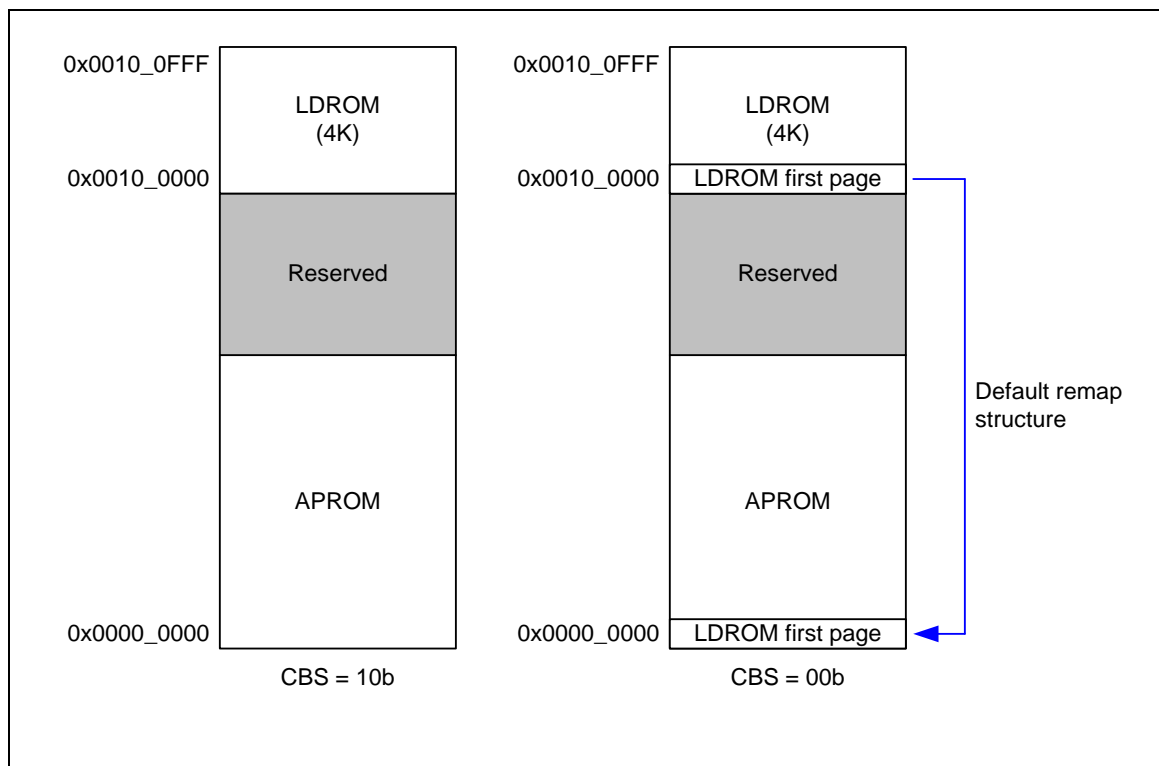 0x0010_0FFF
LDROM
(4K)
0x0010_0000
Reserved
APROM
0x0000_0000
CBS = 10b
0x0010_0FFF
LDROM
(4K)
0x0010_0000
LDROM first page
Reserved
APROM
0x0000_0000
LDROM first page
CBS = 00b
Default remap
structure